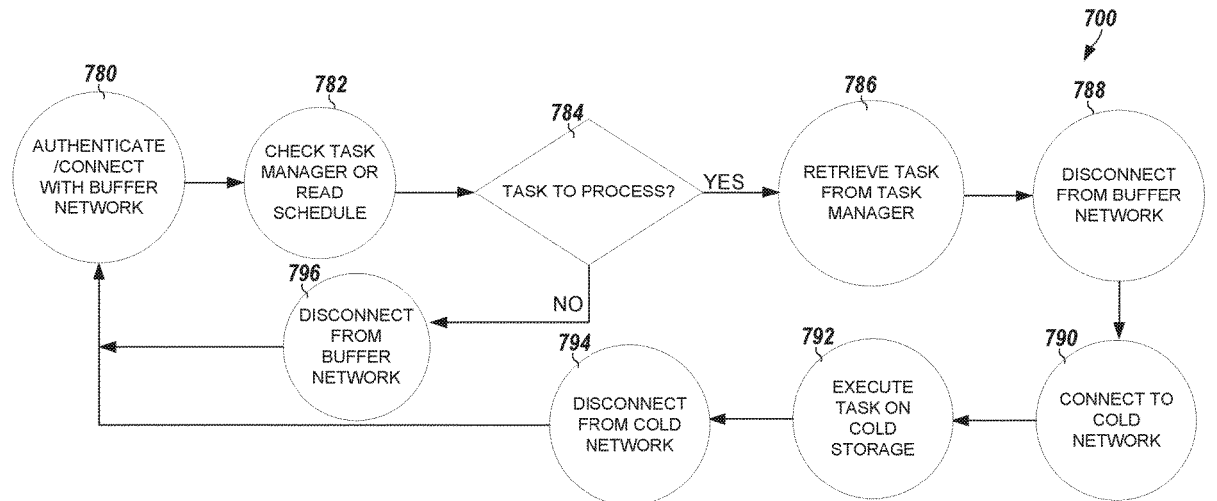 700
780
AUTHENTICATE
/CONNECT
WITH BUFFER
NETWORK
782
CHECK TASK
MANAGER OR
READ
SCHEDULE
784
TASK TO PROCESS?
YES
NO
786
RETRIEVE TASK
FROM TASK
MANAGER
788
DISCONNECT
FROM BUFFER
NETWORK
790
CONNECT TO
COLD
NETWORK
792
EXECUTE
TASK ON
COLD
STORAGE
794
DISCONNECT
FROM COLD
NETWORK
796
DISCONNECT
FROM
BUFFER
NETWORK